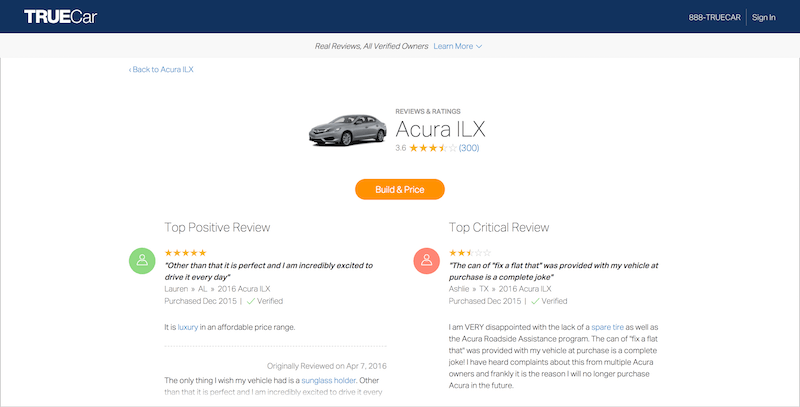 TRUECar
888-TRUECAR | Sign In
Real Reviews, All Verified Owners Learn More
‹ Back to Acura ILX
REVIEWS & RATINGS
Acura ILX
3.6 (300)
Build & Price
Top Positive Review
"Other than that it is perfect and I am incredibly excited to
drive it every day"
Lauren » AL » 2016 Acura ILX
Purchased Dec 2015 | Verified
It is luxury in an affordable price range.
Originally Reviewed on Apr 7, 2016
The only thing I wish my vehicle had is a sunglass holder. Other
than that it is perfect and I am incredibly excited to drive it every
Top Critical Review
"The can of "fix a flat that" was provided with my vehicle at
purchase is a complete joke"
Ashlie » TX » 2016 Acura ILX
Purchased Dec 2015 | Verified
I am VERY disappointed with the lack of a spare tire as well as
the Acura Roadside Assistance program. The can of "fix a flat
that" was provided with my vehicle at purchase is a complete
joke! I have heard complaints about this from multiple Acura
owners and frankly it is the reason I will no longer purchase
Acura in the future.